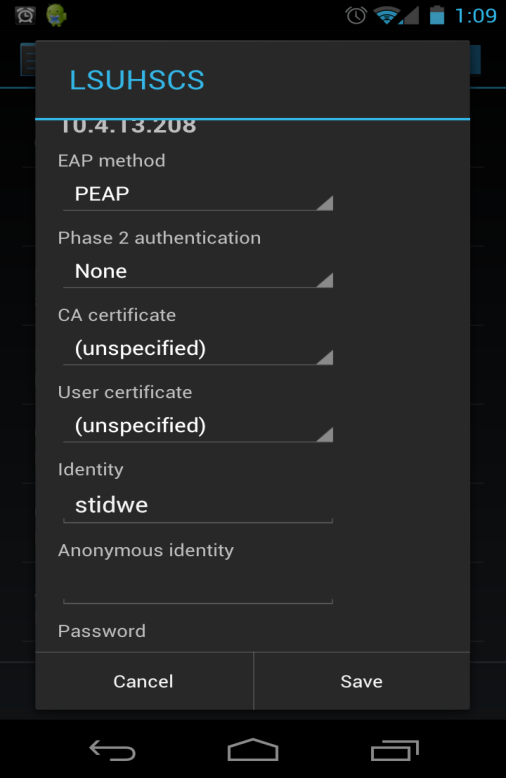 1:09
LSUHSCS
10.4.13.208
EAP method
PEAP
Phase 2 authentication
None
CA certificate
(unspecified)
User certificate
(unspecified)
Identity
stidwe
Anonymous identity
Password
Cancel
Save